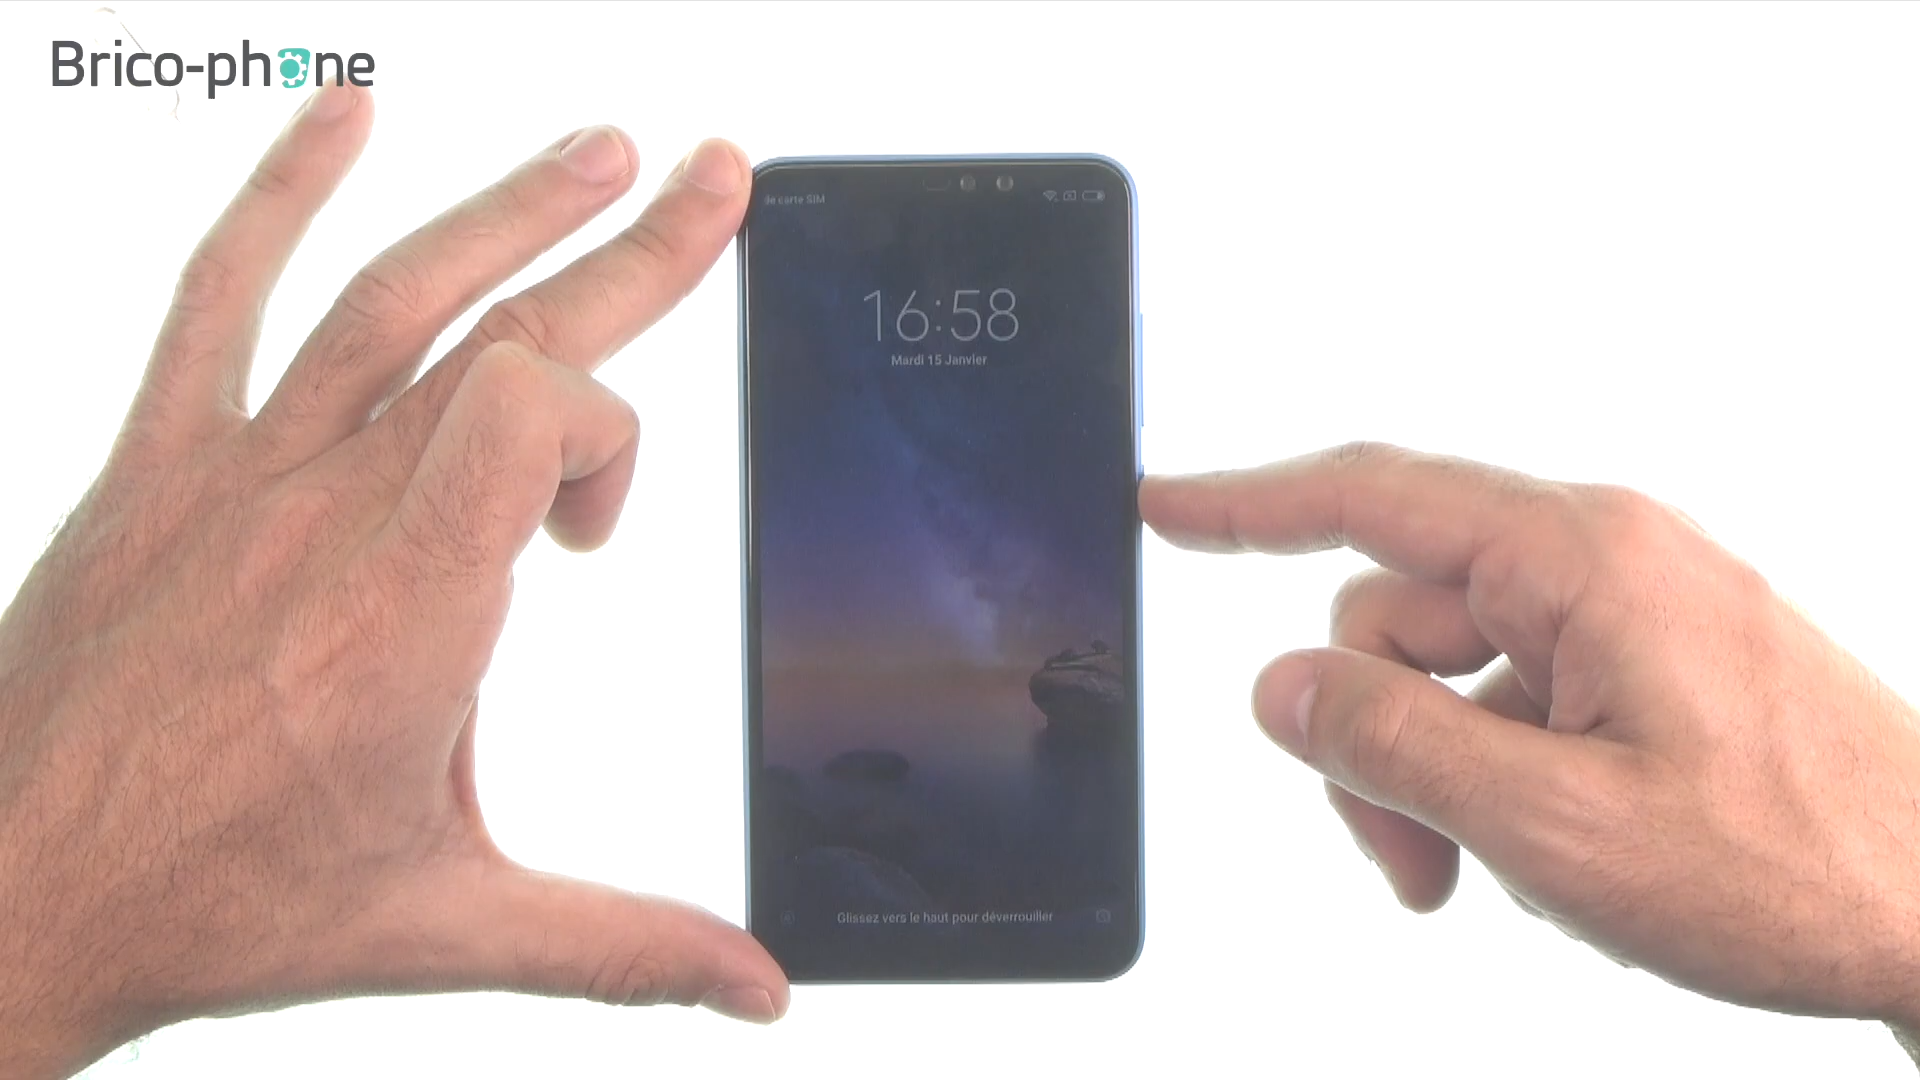 Brico-phone
de carte SIM
16:58
Mardi 15 Janvier
Glissez vers le haut pour déverrouiller